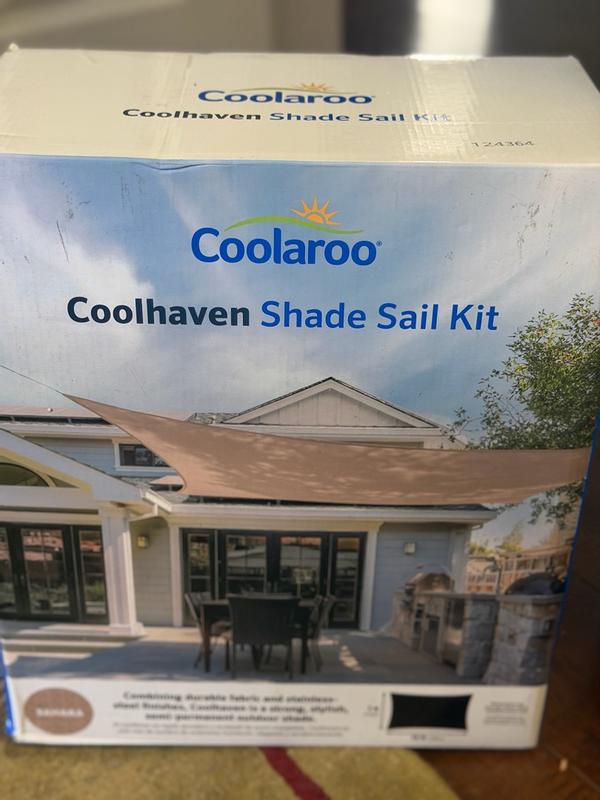 Coolaroo
Coolhaven Shade Sail Kit
124364
Coolaroo®
Coolhaven Shade Sail Kit
SAHARA
Combining durable fabric and stainless-
steel finishes, Coolhaven is a strong, stylish,
semi-permanent outdoor shade.